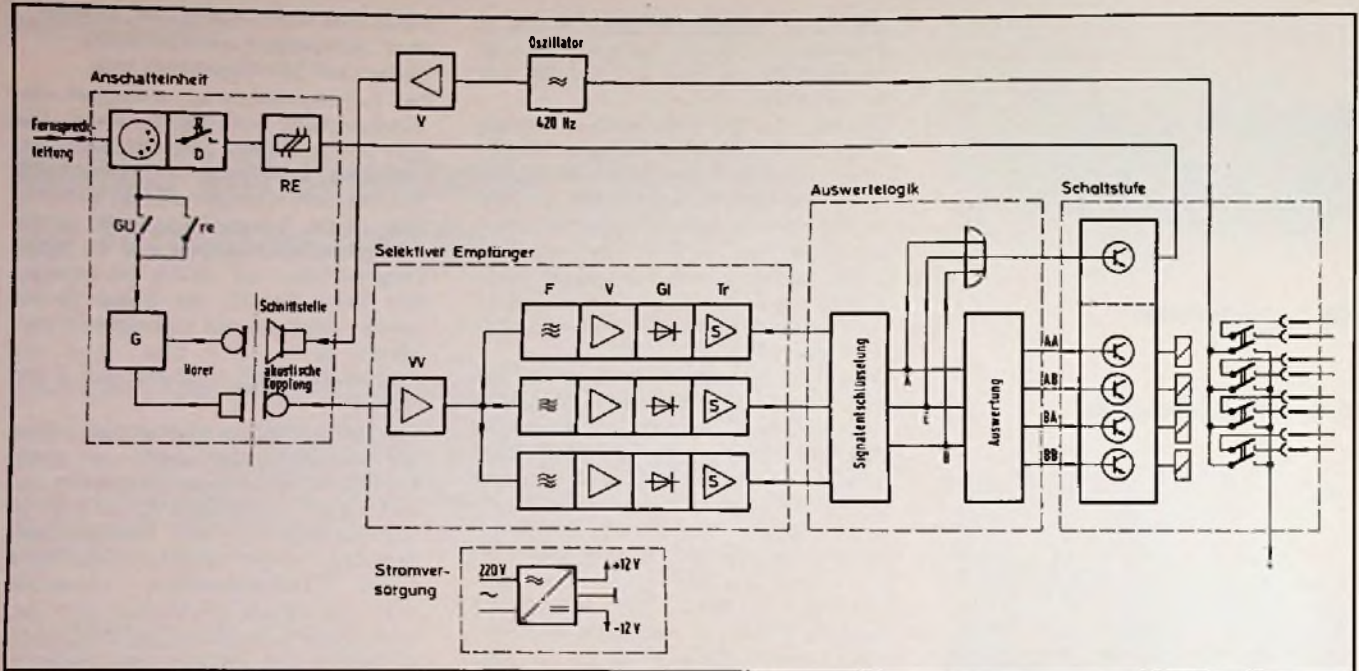 Oszillator
≈
V
420 Hz
Anschalteinheit
Fernsprech-
leitung
R
D
RE
GU
re
G
Hörer
Schnittstelle
akustische
Kopplung
Selektiver Empfänger
VV
F V Gl Tr
S
S
S
Auswertelogik
Signalentschlüsselung
Auswertung
Schaltstufe
AA
AB
BA
BB
Stromver-
sorgung
220V
~
+12V
-12V